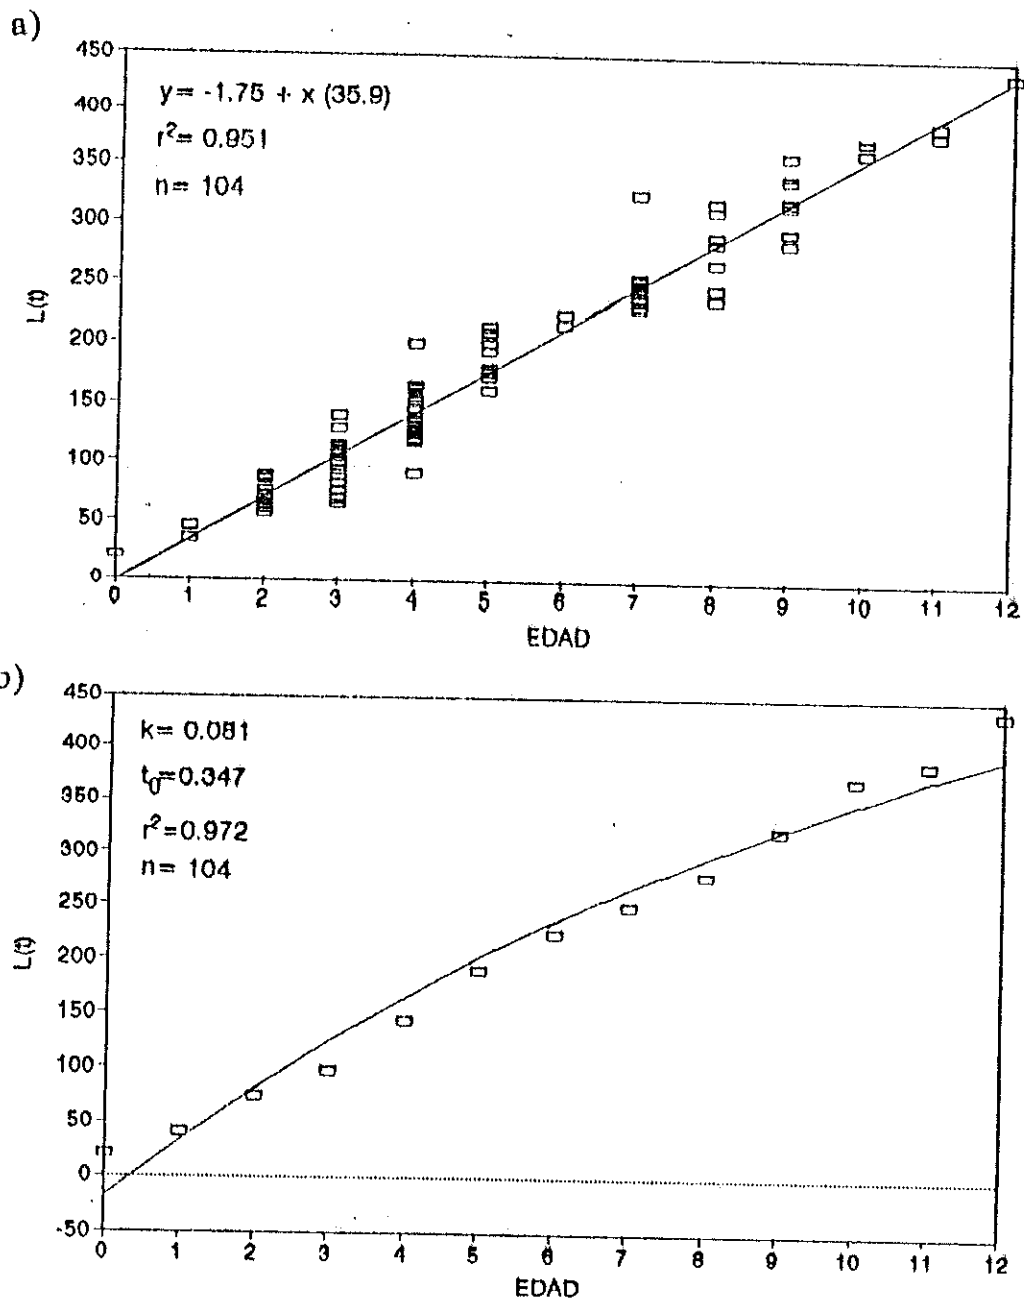 a)
450
400
350
300
250
200
150
100
50
0
y= -1.75 + x (35.9)
r²= 0.951
n= 104
L(t)
0 1 2 3 4 5 6 7 8 9 10 11 12
EDAD
b)
450
400
350
300
250
200
150
100
50
0
-50
k= 0.081
t₀=0.347
r²=0.972
n= 104
L(t)
0 1 2 3 4 5 6 7 8 9 10 11 12
EDAD